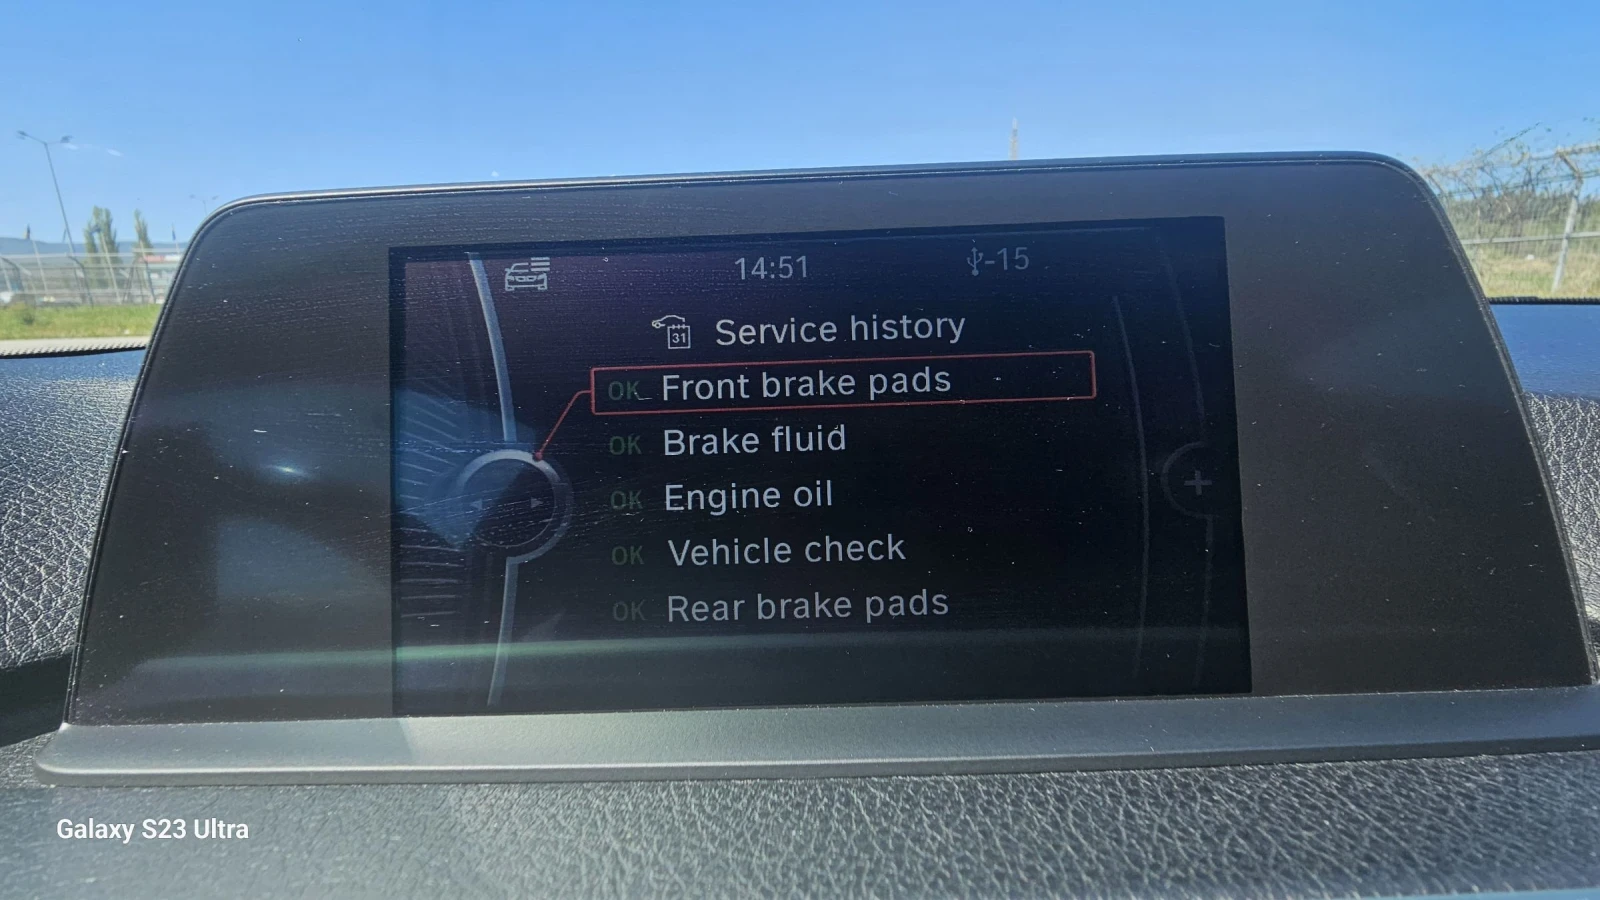 14:51
-15
31 Service history
OK Front brake pads
OK Brake fluid
OK Engine oil
OK Vehicle check
OK Rear brake pads
Galaxy S23 Ultra